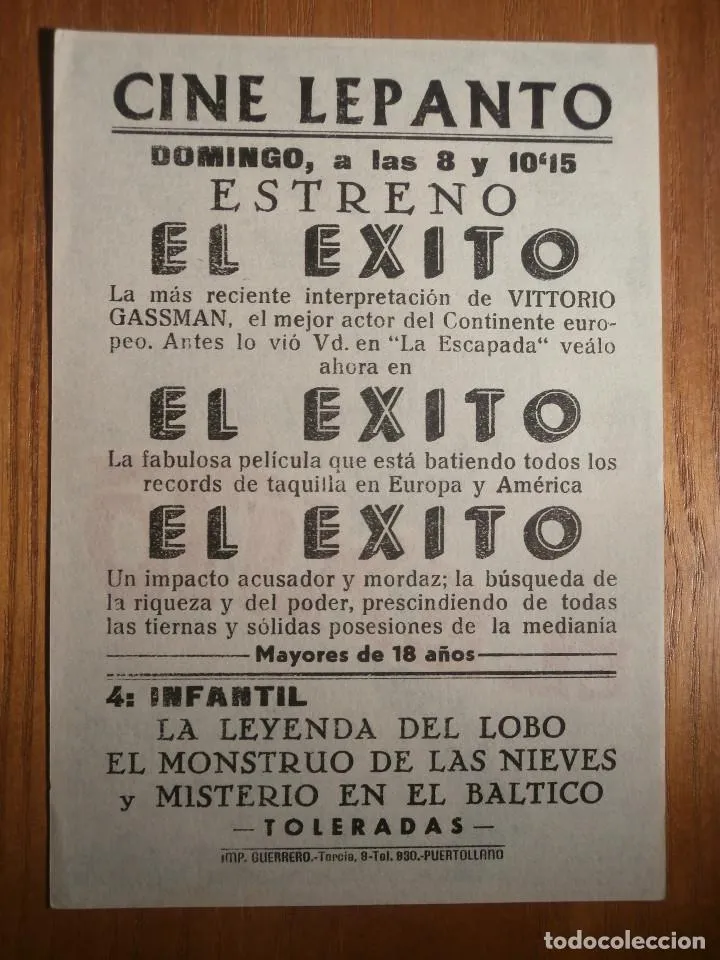 CINE LEPANTO
DOMINGO, a las 8 y 10'15
ESTRENO
EL EXITO
La más reciente interpretación de VITTORIO
GASSMAN, el mejor actor del Continente euro-
peo. Antes lo vió Vd. en "La Escapada" veálo
ahora en
EL EXITO
La fabulosa película que está batiendo todos los
records de taquilla en Europa y América
EL EXITO
Un impacto acusador y mordaz; la búsqueda de
la riqueza y del poder, prescindiendo de todas
las tiernas y sólidas posesiones de la mediania
Mayores de 18 años
4: INFANTIL
LA LEYENDA DEL LOBO
EL MONSTRUO DE LAS NIEVES
y MISTERIO EN EL BALTICO
— TOLERADAS —
IMP. GUERRERO.-Tercia, 9-Tel. 930.-PUERTOLLANO
todocoleccion